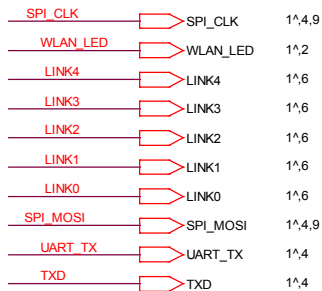 SPI_CLK SPI_CLK 1^,4,9
WLAN_LED WLAN_LED 1^,2
LINK4 LINK4 1^,6
LINK3 LINK3 1^,6
LINK2 LINK2 1^,6
LINK1 LINK1 1^,6
LINK0 LINK0 1^,6
SPI_MOSI SPI_MOSI 1^,4,9
UART_TX UART_TX 1^,4
TXD TXD 1^,4